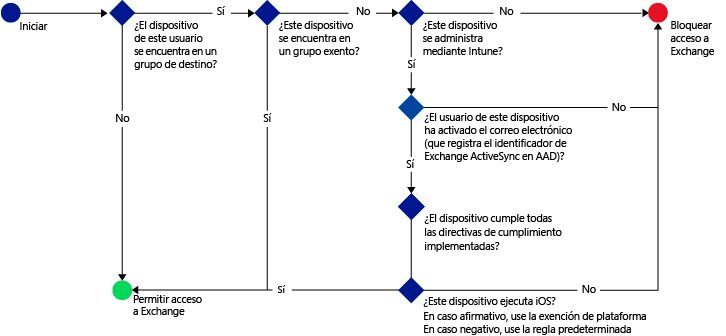 Iniciar
¿El dispositivo
de este usuario
se encuentra en un
grupo de destino?
Sí
¿Este dispositivo
se encuentra en
un grupo exento?
No
¿Este dispositivo
se administra
mediante Intune?
No
Bloquear
acceso a
Exchange
Sí
No
Sí
¿El usuario de este dispositivo
ha activado el correo electrónico
(que registra el identificador de
Exchange ActiveSync en AAD)?
No
Sí
¿El dispositivo cumple todas
las directivas de cumplimiento
implementadas?
Permitir acceso
a Exchange
Sí
¿Este dispositivo ejecuta iOS?
En caso afirmativo, use la exención de plataforma
En caso negativo, use la regla predeterminada
No